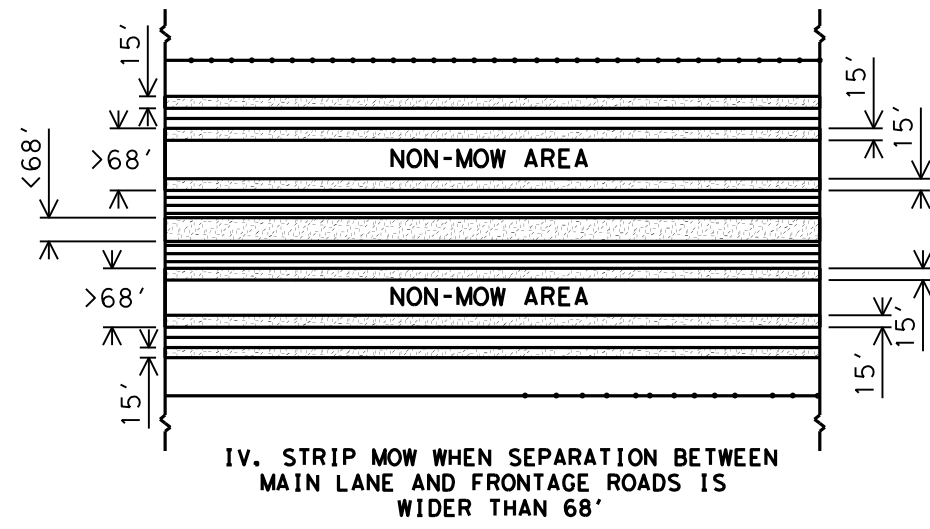 15′
15′
15′
<68′
>68′
NON-MOW AREA
>68′
NON-MOW AREA
15′
15′
15′
IV. STRIP MOW WHEN SEPARATION BETWEEN
MAIN LANE AND FRONTAGE ROADS IS
WIDER THAN 68′